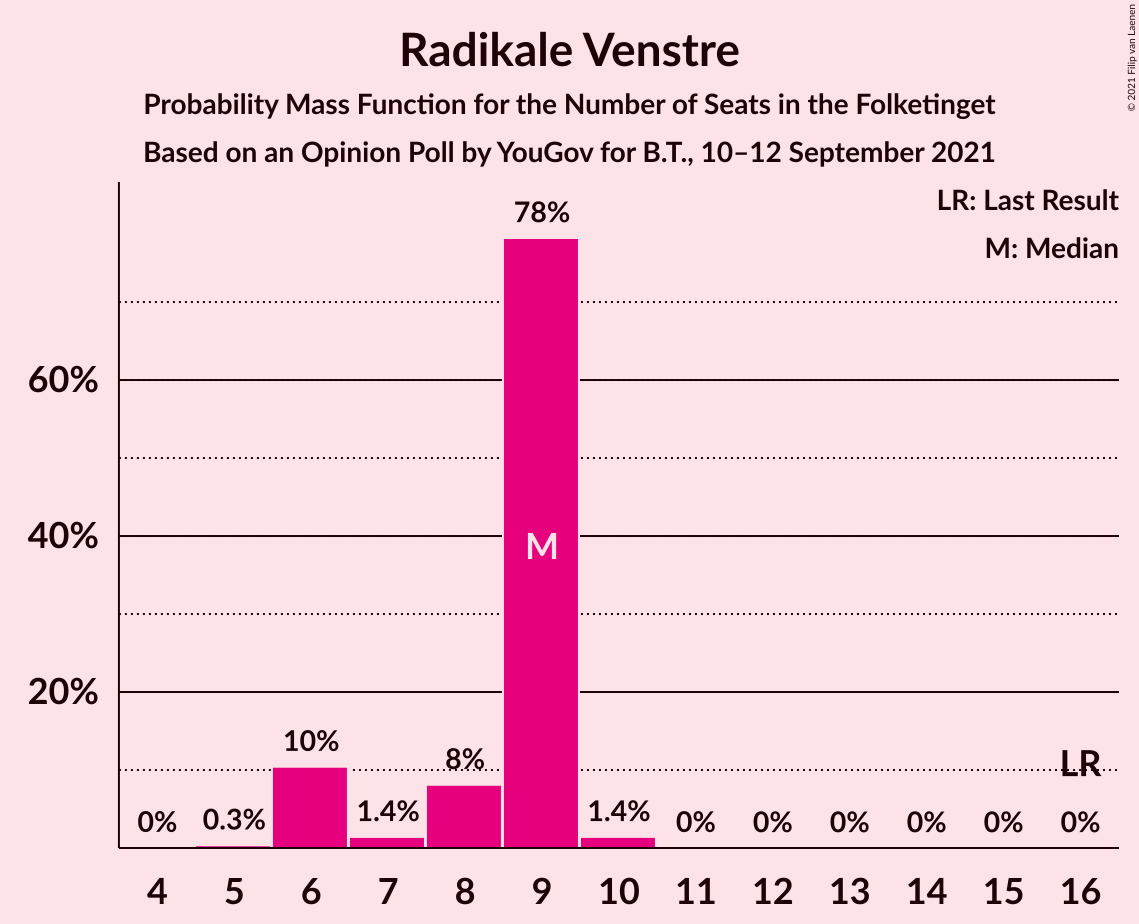 Radikale Venstre
Probability Mass Function for the Number of Seats in the Folketinget
Based on an Opinion Poll by YouGov for B.T., 10–12 September 2021
© 2021 Filip van Laenen
LR: Last Result
M: Median
78%
60%
40%
M
20%
10%
8%
LR
0%
0.3%
1.4%
1.4%
0%
0%
0%
0%
0%
0%
4 5 6 7 8 9 10 11 12 13 14 15 16